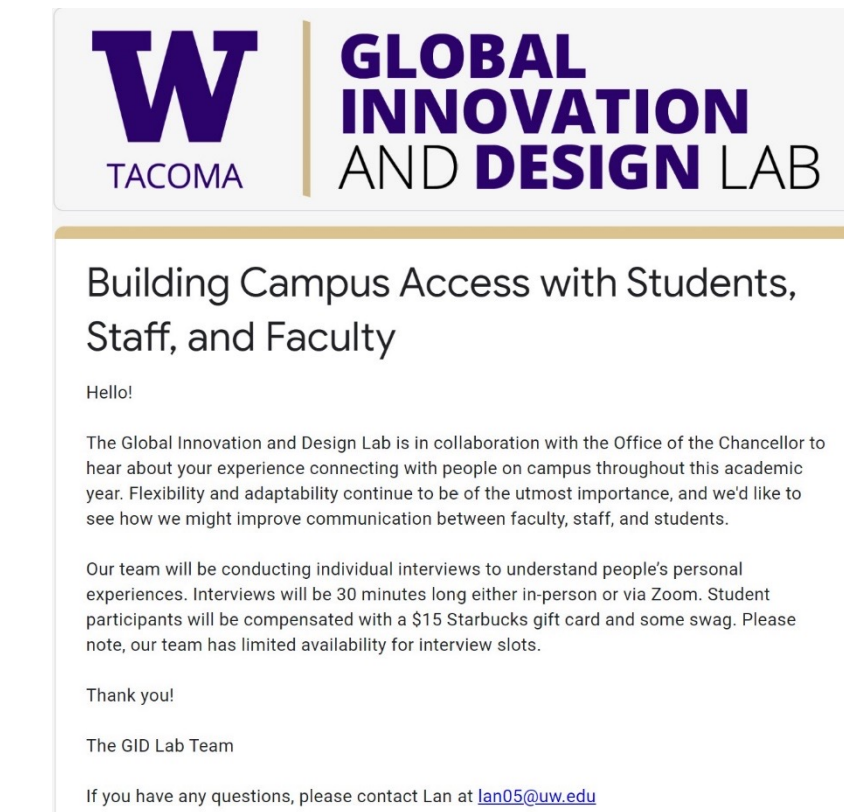 W
TACOMA
GLOBAL
INNOVATION
AND DESIGN LAB
Building Campus Access with Students,
Staff, and Faculty
Hello!
The Global Innovation and Design Lab is in collaboration with the Office of the Chancellor to
hear about your experience connecting with people on campus throughout this academic
year. Flexibility and adaptability continue to be of the utmost importance, and we'd like to
see how we might improve communication between faculty, staff, and students.
Our team will be conducting individual interviews to understand people's personal
experiences. Interviews will be 30 minutes long either in-person or via Zoom. Student
participants will be compensated with a $15 Starbucks gift card and some swag. Please
note, our team has limited availability for interview slots.
Thank you!
The GID Lab Team
If you have any questions, please contact Lan at lan05@uw.edu